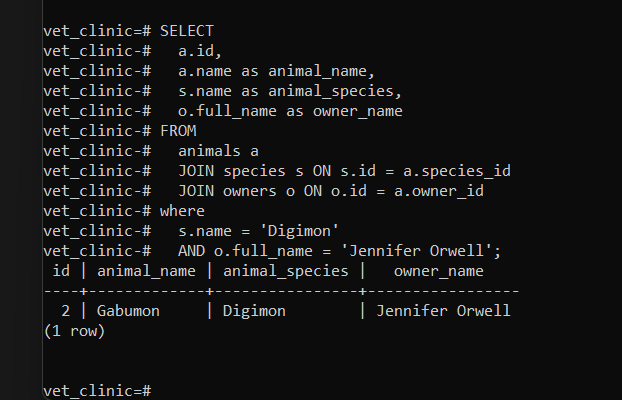 vet_clinic=# SELECT
vet_clinic-#   a.id,
vet_clinic-#   a.name as animal_name,
vet_clinic-#   s.name as animal_species,
vet_clinic-#   o.full_name as owner_name
vet_clinic-# FROM
vet_clinic-#   animals a
vet_clinic-#   JOIN species s ON s.id = a.species_id
vet_clinic-#   JOIN owners o ON o.id = a.owner_id
vet_clinic-# where
vet_clinic-#   s.name = 'Digimon'
vet_clinic-#   AND o.full_name = 'Jennifer Orwell';
 id | animal_name | animal_species |   owner_name
----+-------------+----------------+-----------------
  2 | Gabumon     | Digimon        | Jennifer Orwell
(1 row)
vet_clinic=#